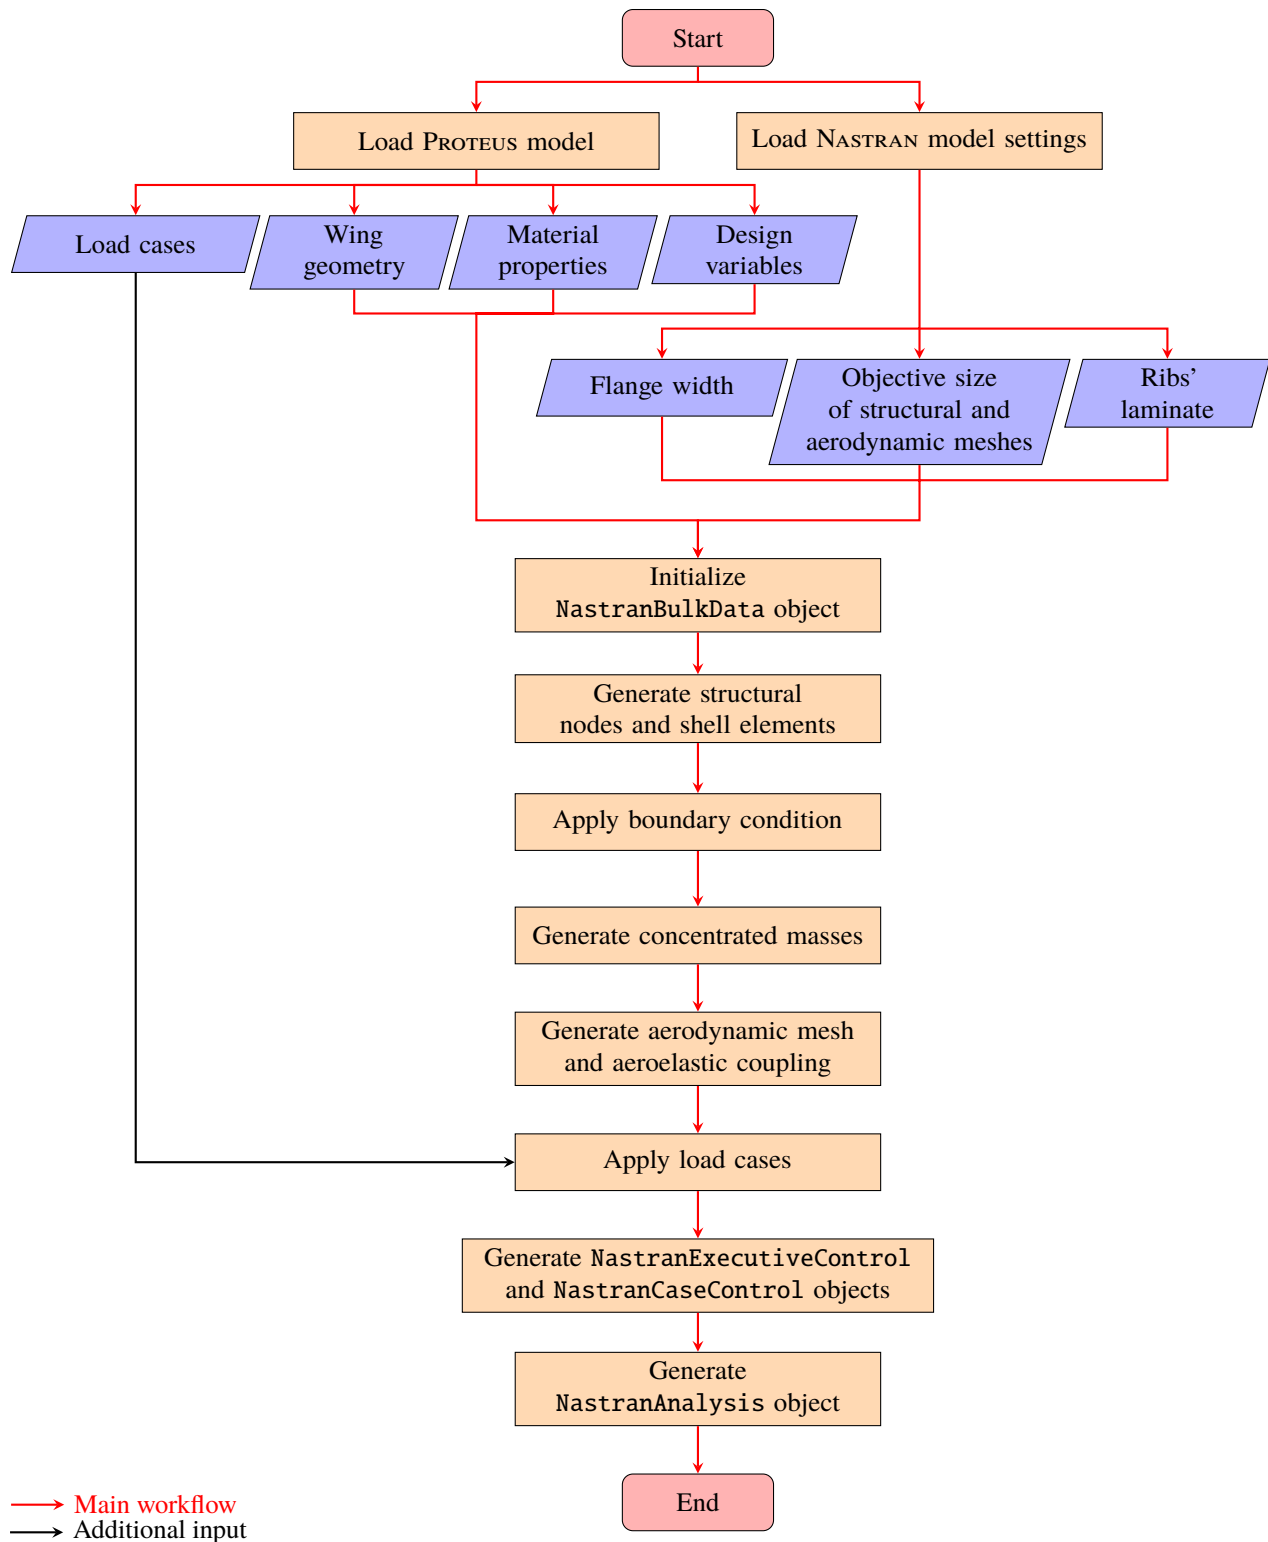 Start
Load PROTEUS model
Load NASTRAN model settings
Load cases
Wing
geometry
Material
properties
Design
variables
Flange width
Objective size
of structural and
aerodynamic meshes
Ribs'
laminate
Initialize
NastranBulkData object
Generate structural
nodes and shell elements
Apply boundary condition
Generate concentrated masses
Generate aerodynamic mesh
and aeroelastic coupling
Apply load cases
Generate NastranExecutiveControl
and NastranCaseControl objects
Generate
NastranAnalysis object
End
Main workflow
Additional input